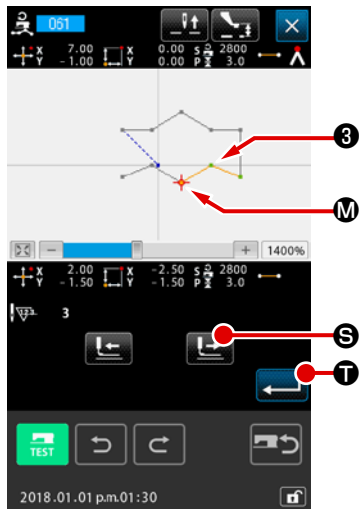 061
X 7.00 X 0.00 S 2800
Y -1.00 Y 0.00 P 3.0
3
M
1400%
X 2.00 X -2.50 S 2800
Y -1.50 Y -1.50 P 3.0
3
S
T
TEST
2018.01.01 p.m.01:30